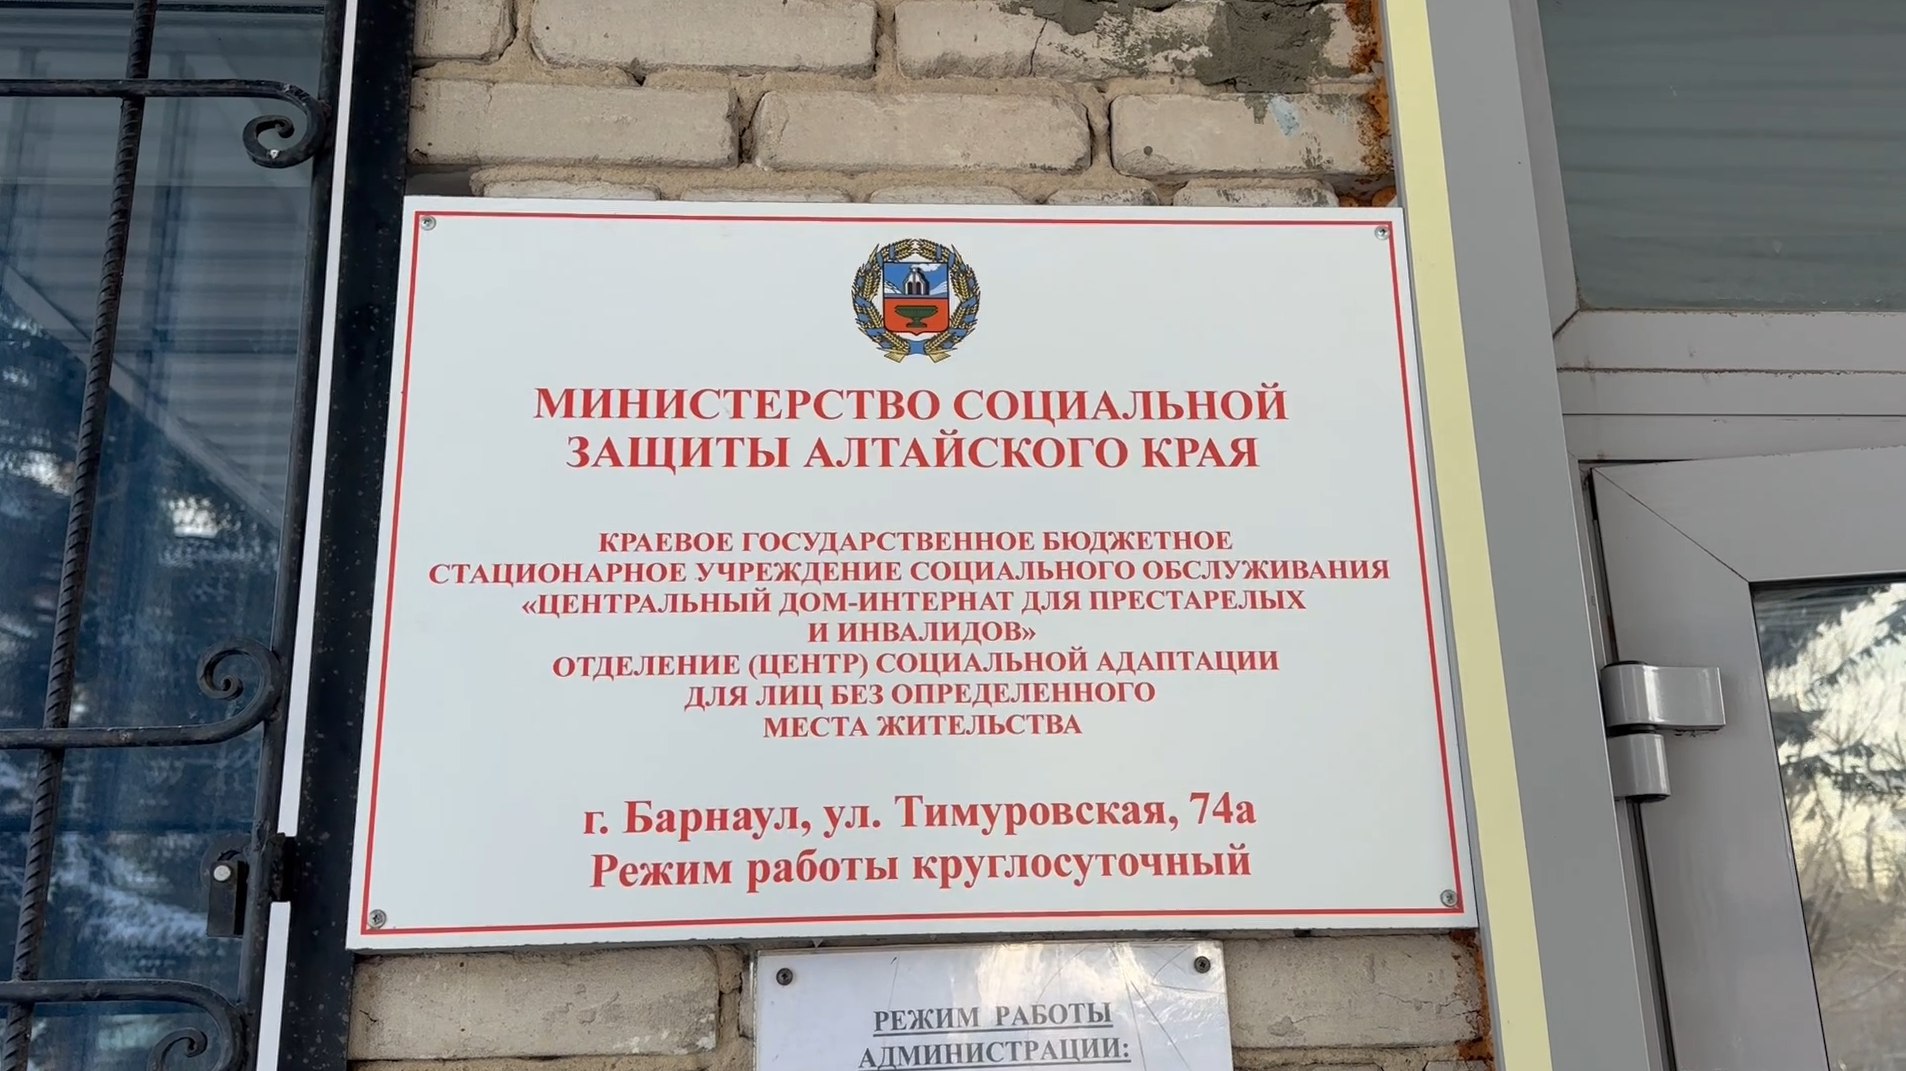 МИНИСТЕРСТВО СОЦИАЛЬНОЙ
ЗАЩИТЫ АЛТАЙСКОГО КРАЯ
КРАЕВОЕ ГОСУДАРСТВЕННОЕ БЮДЖЕТНОЕ
СТАЦИОНАРНОЕ УЧРЕЖДЕНИЕ СОЦИАЛЬНОГО ОБСЛУЖИВАНИЯ
«ЦЕНТРАЛЬНЫЙ ДОМ-ИНТЕРНАТ ДЛЯ ПРЕСТАРЕЛЫХ
И ИНВАЛИДОВ»
ОТДЕЛЕНИЕ (ЦЕНТР) СОЦИАЛЬНОЙ АДАПТАЦИИ
ДЛЯ ЛИЦ БЕЗ ОПРЕДЕЛЕННОГО
МЕСТА ЖИТЕЛЬСТВА
г. Барнаул, ул. Тимуровская, 74а
Режим работы круглосуточный
РЕЖИМ РАБОТЫ
АДМИНИСТРАЦИИ: